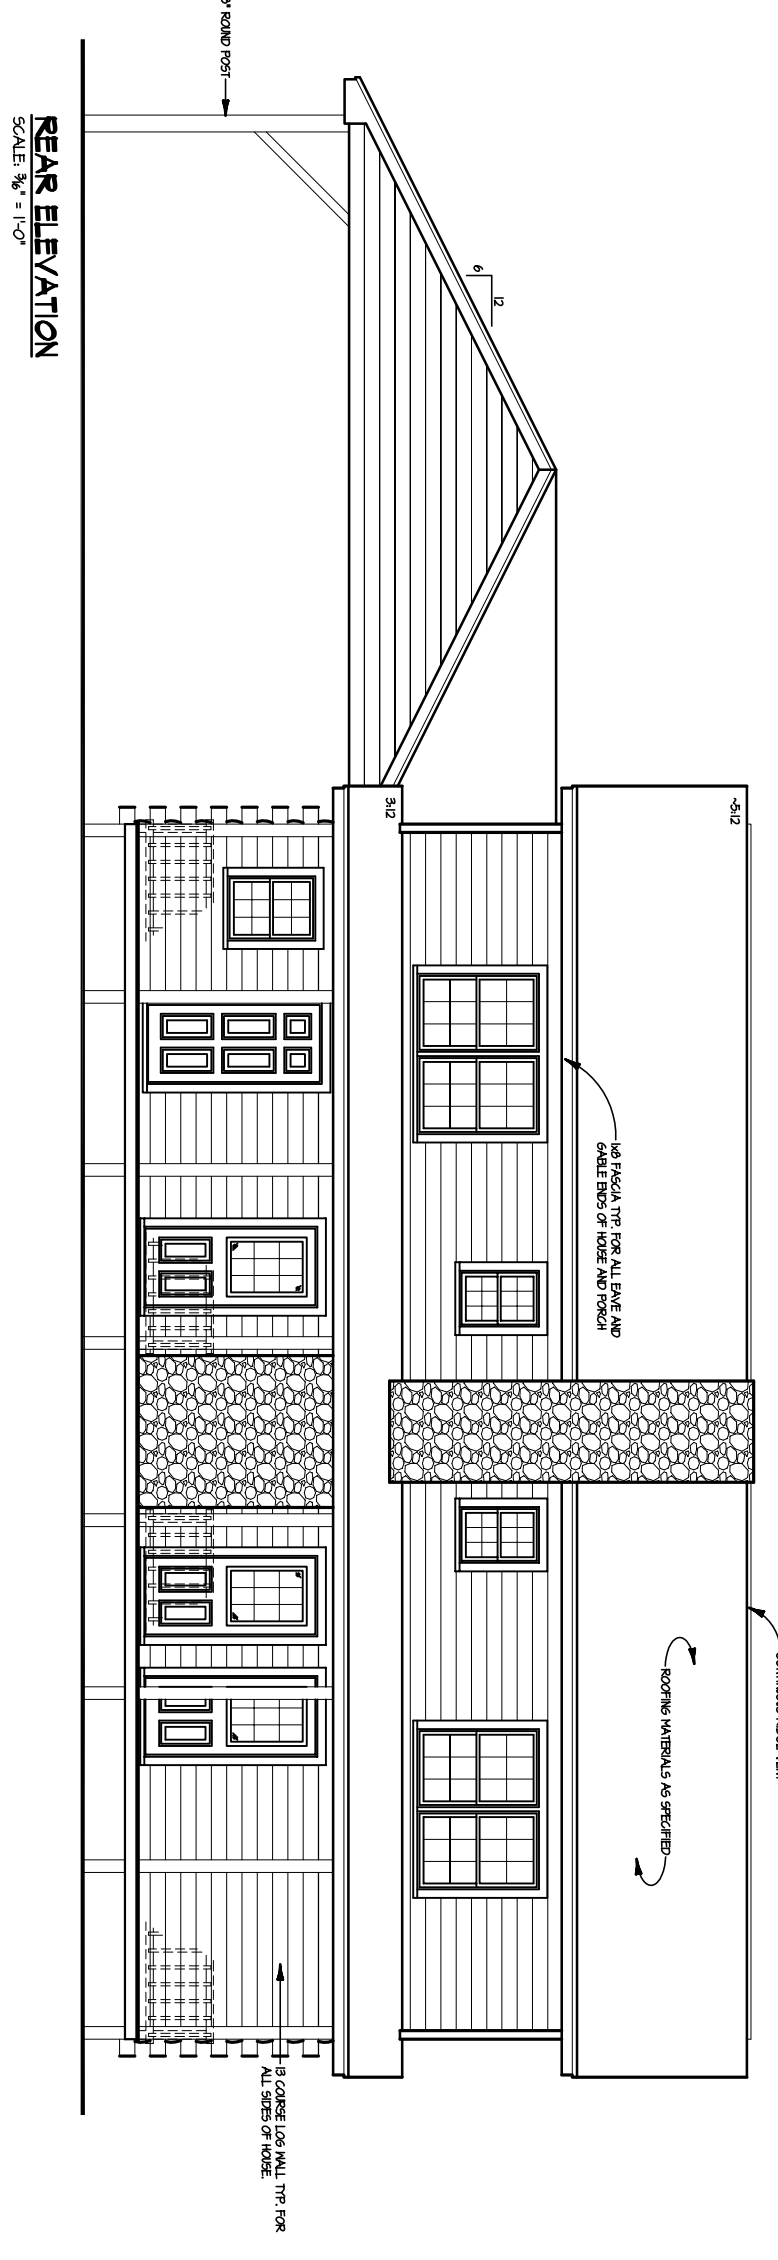 ~5:12
1x8 FASCIA TYP. FOR ALL EAVE AND
GABLE ENDS OF HOUSE AND PORCH
ROOFING MATERIALS AS SPECIFIED
12
6
3:12
13 COURSE LOG WALL TYP. FOR
ALL SIDES OF HOUSE.
8" ROUND POST
REAR ELEVATION
SCALE: 3/16" = 1'-0"